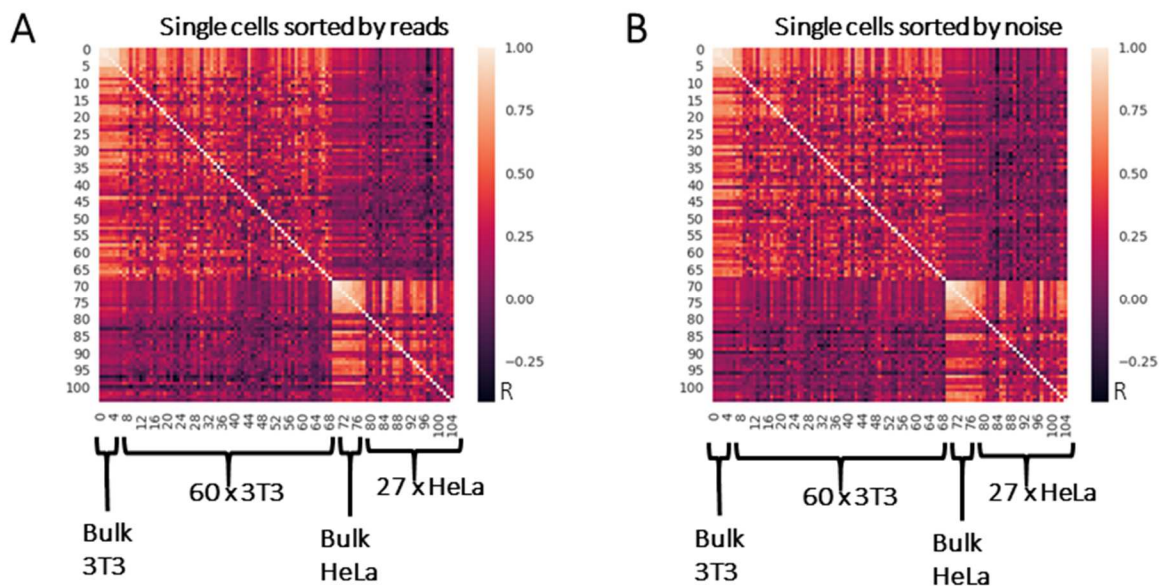 A
Single cells sorted by reads
0
5
10
15
20
25
30
35
40
45
50
55
60
65
70
75
80
85
90
95
100
1.00
0.75
0.50
0.25
0.00
−0.25
R
0 4 8 12 16 20 24 28 32 36 40 44 48 52 56 60 64 68 72 76 80 84 88 92 96 100 104
60 x 3T3
27 x HeLa
Bulk
3T3
Bulk
HeLa
B
Single cells sorted by noise
0
5
10
15
20
25
30
35
40
45
50
55
60
65
70
75
80
85
90
95
100
1.00
0.75
0.50
0.25
0.00
−0.25
R
0 4 8 12 16 20 24 28 32 36 40 44 48 52 56 60 64 68 72 76 80 84 88 92 96 100 104
60 x 3T3
27 x HeLa
Bulk
3T3
Bulk
HeLa